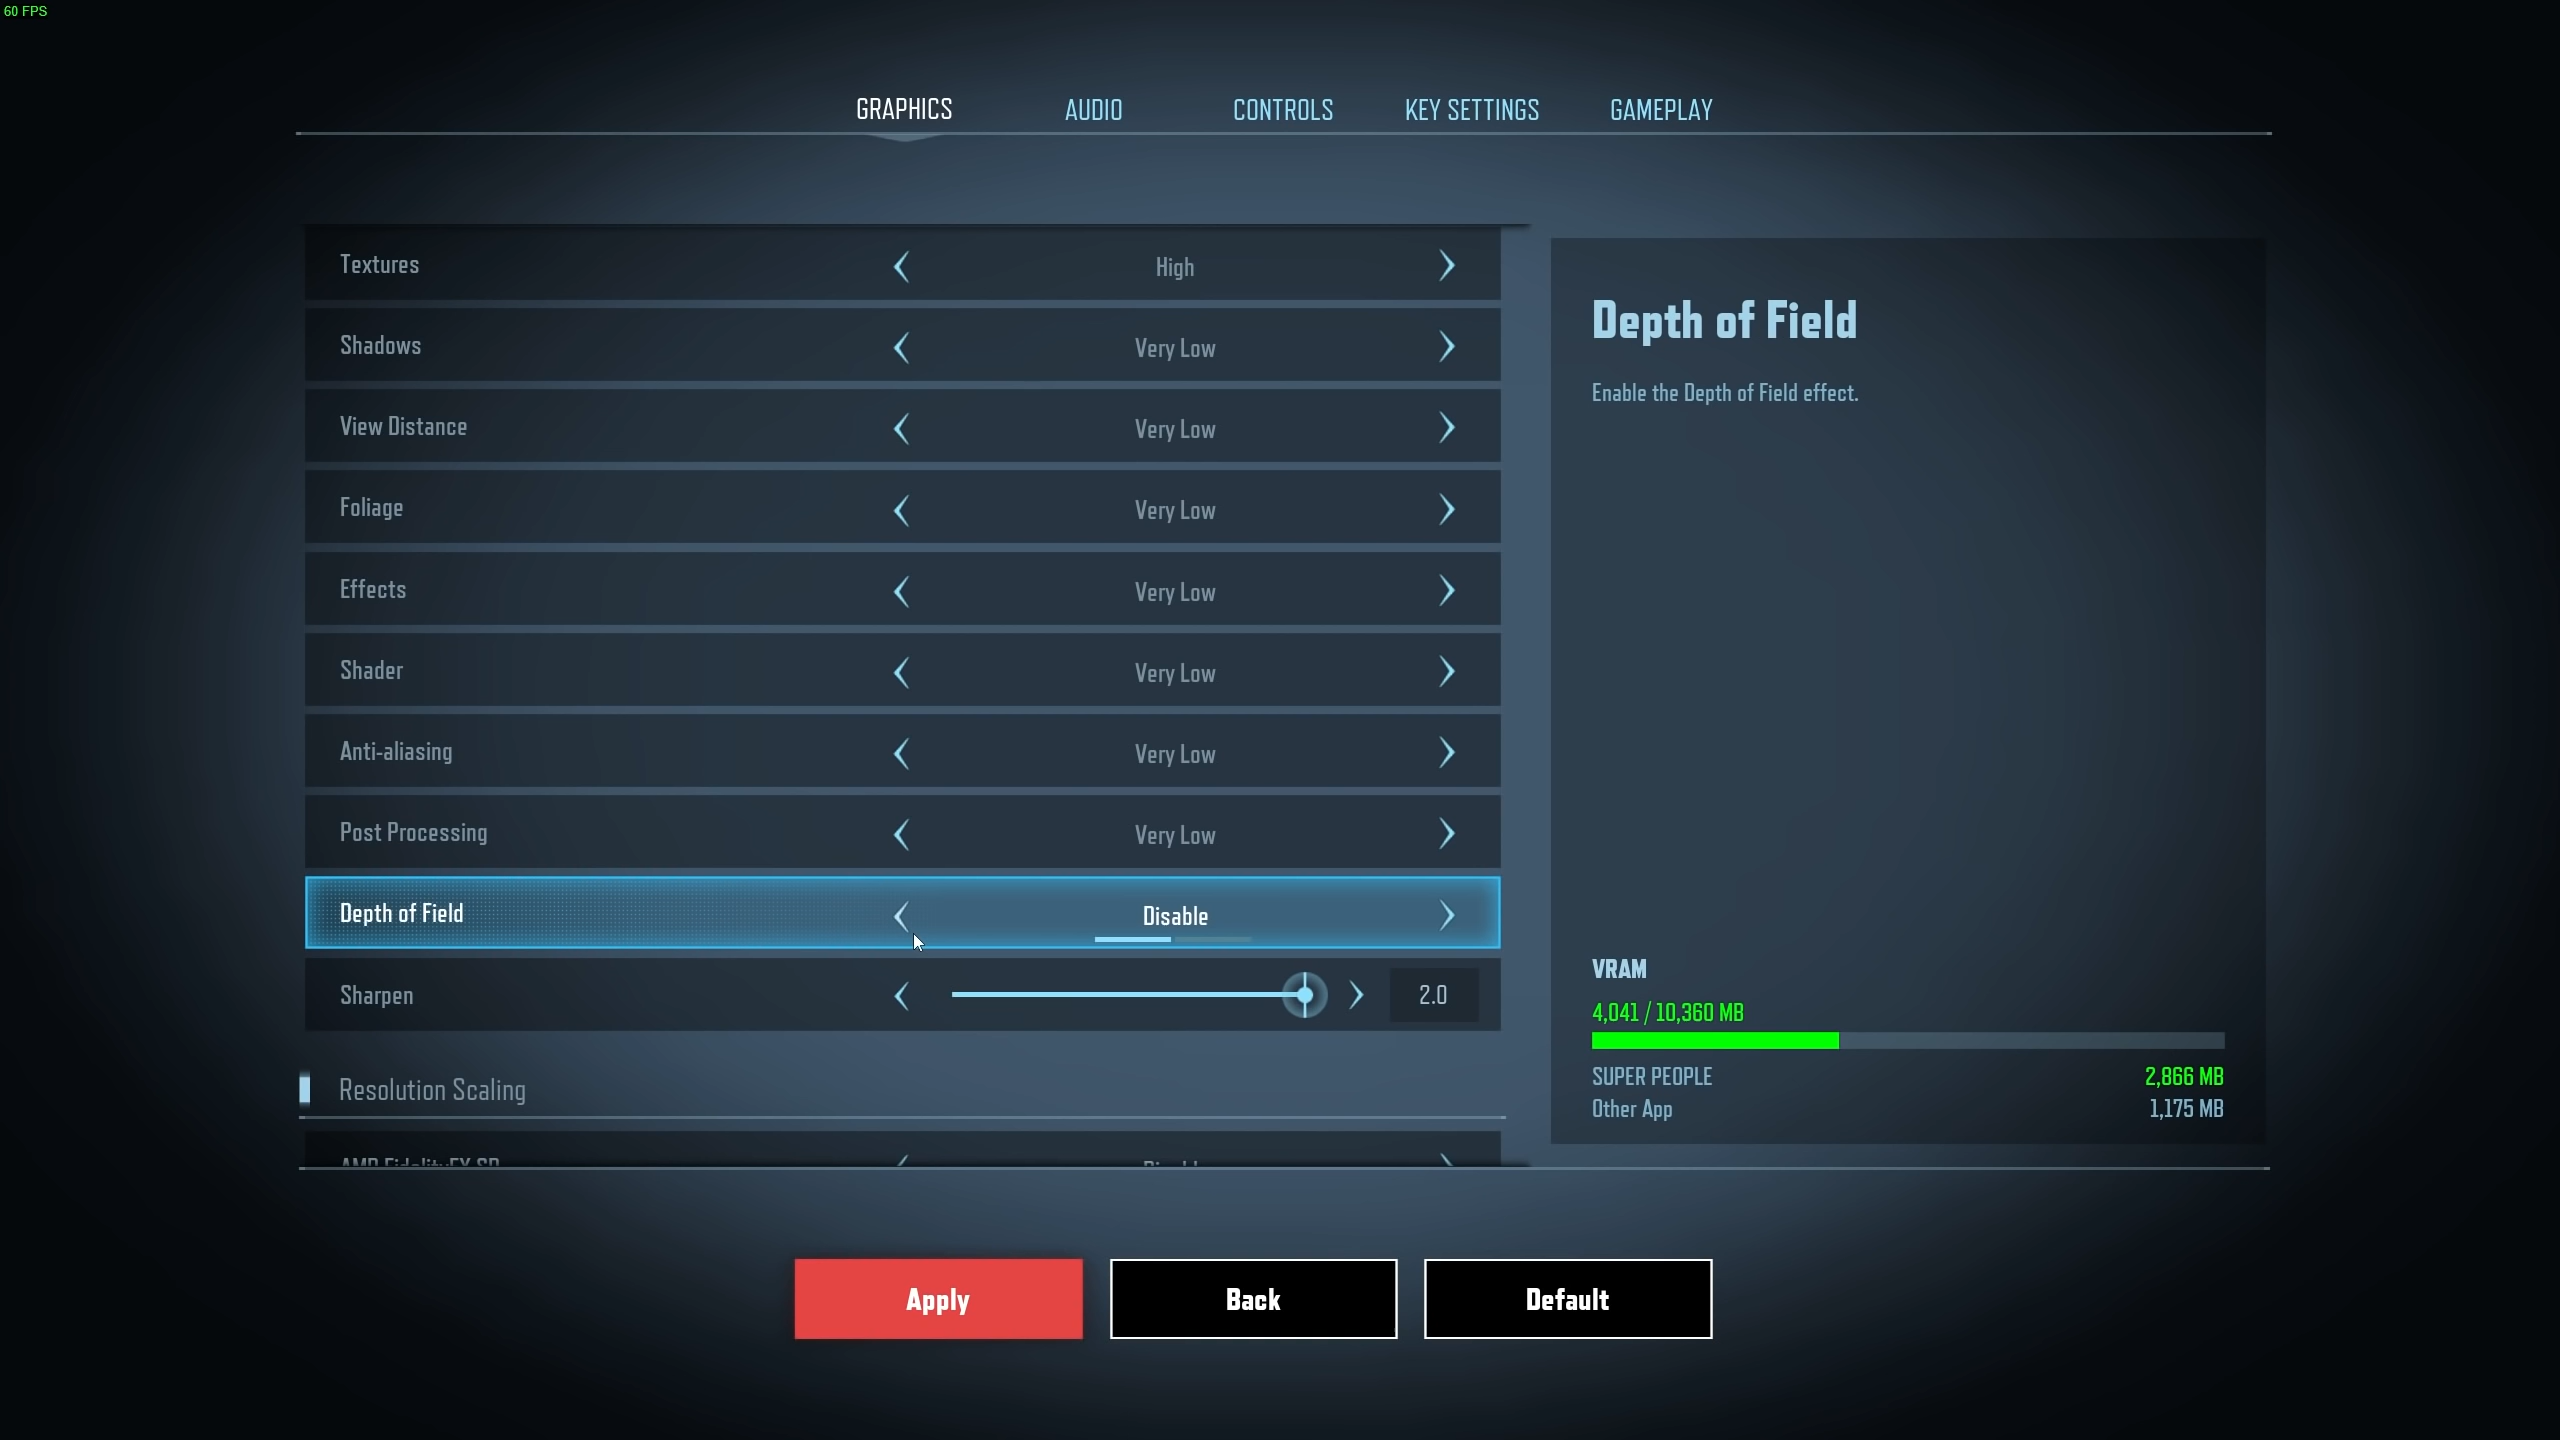 60 FPS
GRAPHICS AUDIO CONTROLS KEY SETTINGS GAMEPLAY
Textures High
Shadows Very Low
View Distance Very Low
Foliage Very Low
Effects Very Low
Shader Very Low
Anti-aliasing Very Low
Post Processing Very Low
Depth of Field Disable
Sharpen 2.0
Resolution Scaling
AMD FidelityFX SR
Depth of Field
Enable the Depth of Field effect.
VRAM
4,041 / 10,360 MB
SUPER PEOPLE 2,866 MB
Other App 1,175 MB
Apply Back Default